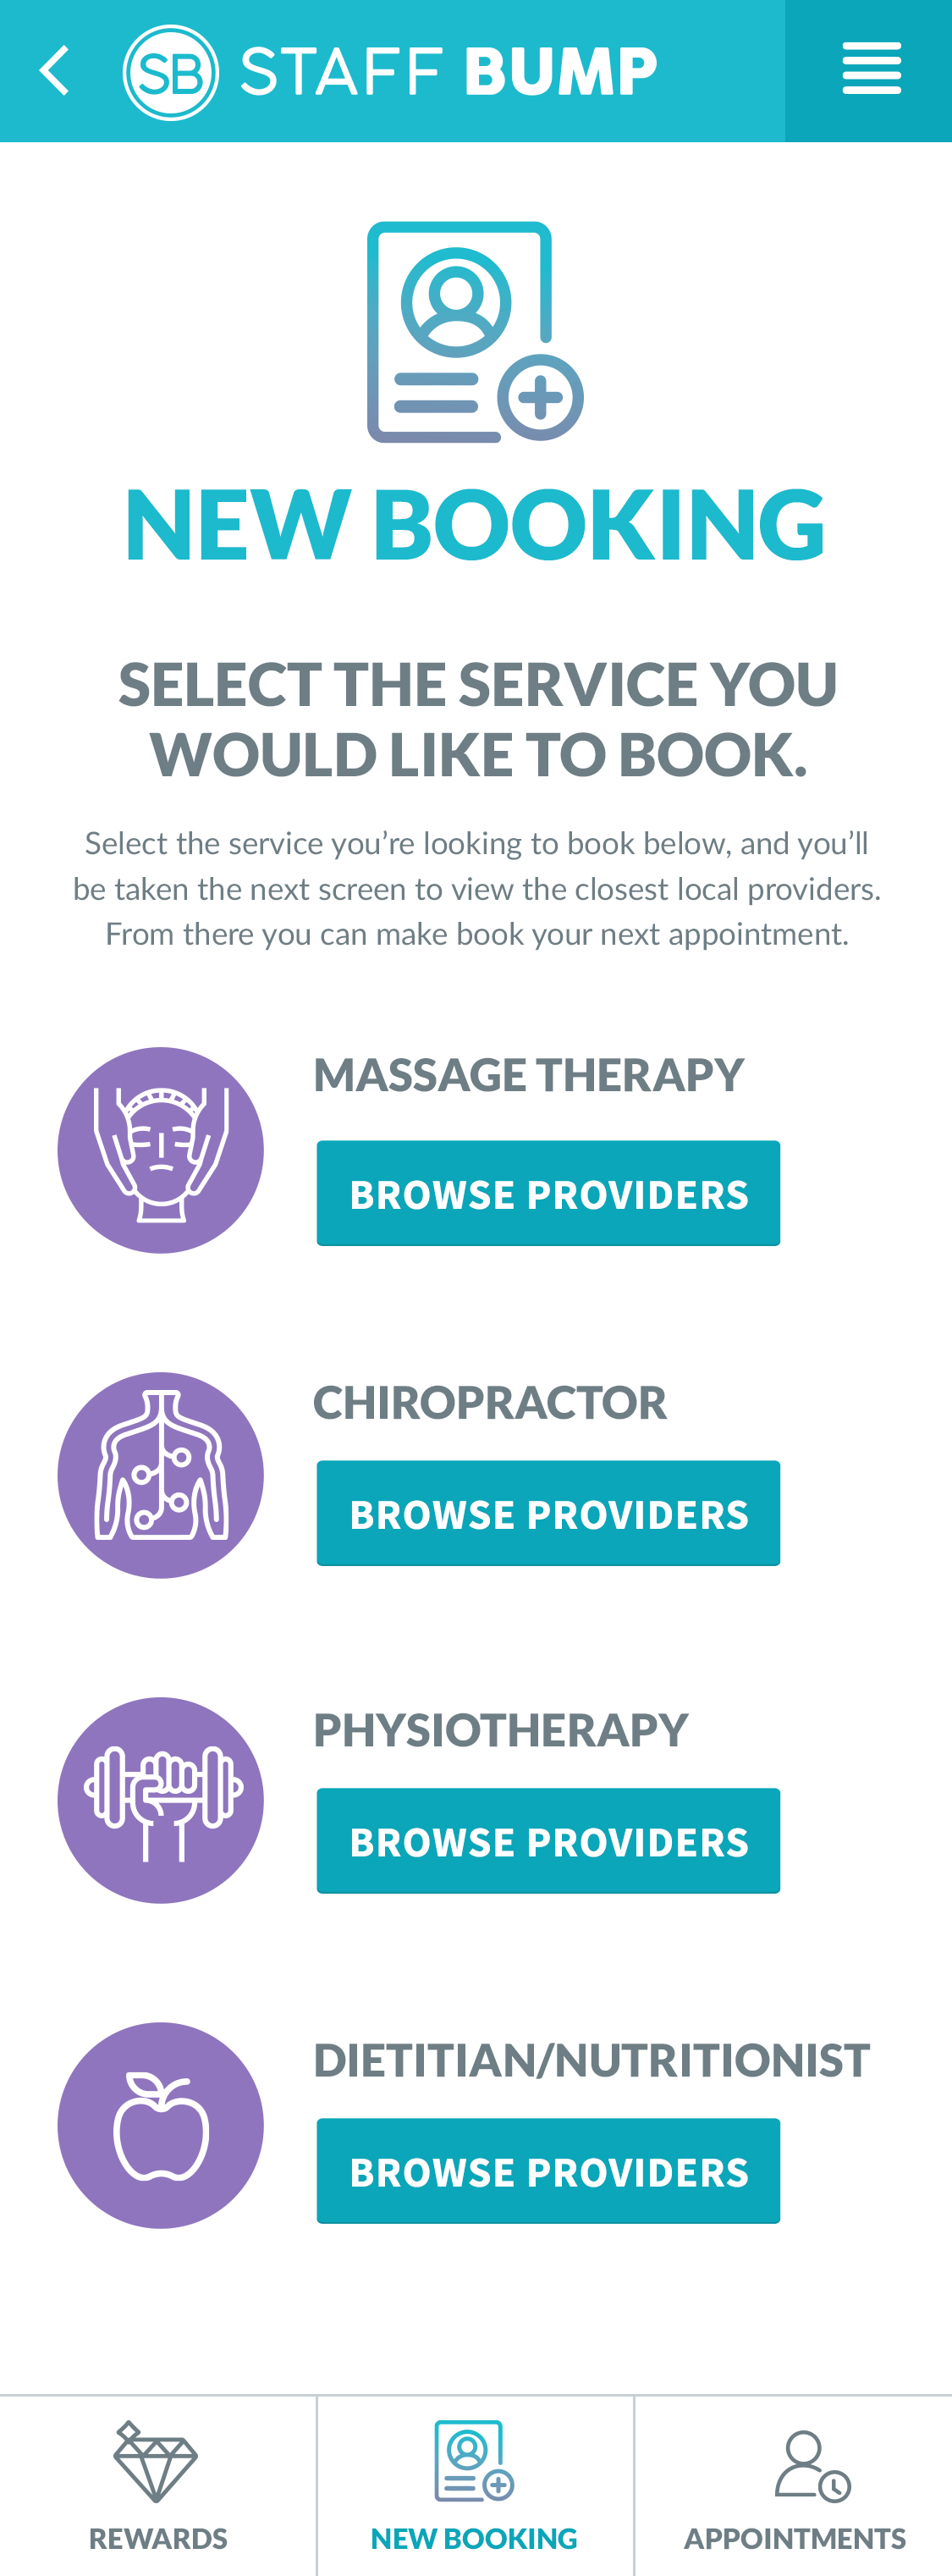 SB STAFF BUMP
NEW BOOKING
SELECT THE SERVICE YOU
WOULD LIKE TO BOOK.
Select the service you’re looking to book below, and you’ll
be taken the next screen to view the closest local providers.
From there you can make book your next appointment.
MASSAGE THERAPY
BROWSE PROVIDERS
CHIROPRACTOR
BROWSE PROVIDERS
PHYSIOTHERAPY
BROWSE PROVIDERS
DIETITIAN/NUTRITIONIST
BROWSE PROVIDERS
REWARDS
NEW BOOKING
APPOINTMENTS